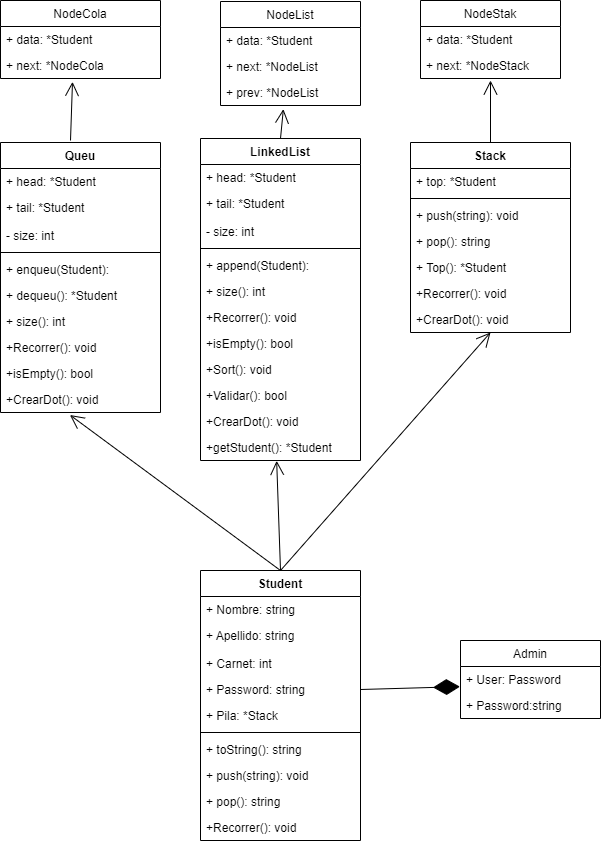 NodeCola
+ data: *Student
+ next: *NodeCola
NodeList
+ data: *Student
+ next: *NodeList
+ prev: *NodeList
NodeStak
+ data: *Student
+ next: *NodeStack
Queu
+ head: *Student
+ tail: *Student
- size: int
+ enqueu(Student):
+ dequeu(): *Student
+ size(): int
+Recorrer(): void
+isEmpty(): bool
+CrearDot(): void
LinkedList
+ head: *Student
+ tail: *Student
- size: int
+ append(Student):
+ size(): int
+Recorrer(): void
+isEmpty(): bool
+Sort(): void
+Validar(): bool
+CrearDot(): void
+getStudent(): *Student
Stack
+ top: *Student
+ push(string): void
+ pop(): string
+ Top(): *Student
+Recorrer(): void
+CrearDot(): void
Student
+ Nombre: string
+ Apellido: string
+ Carnet: int
+ Password: string
+ Pila: *Stack
+ toString(): string
+ push(string): void
+ pop(): string
+Recorrer(): void
Admin
+ User: Password
+ Password:string